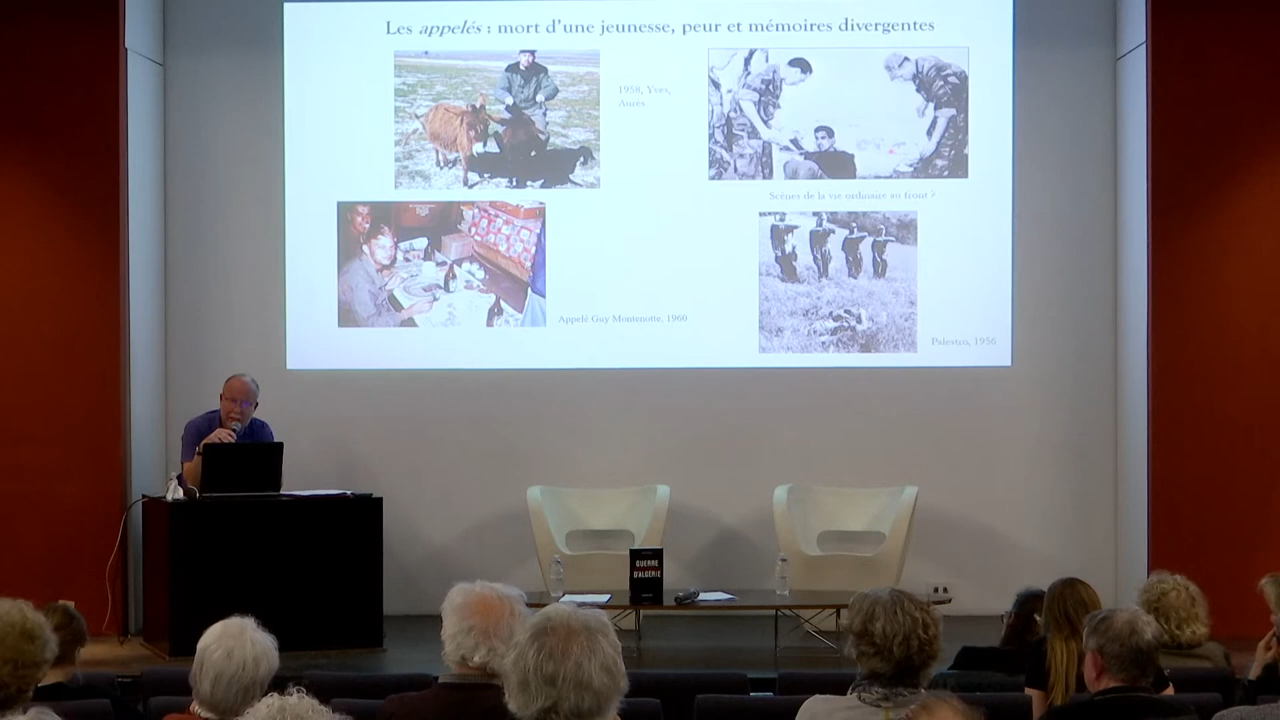 Les appelés : mort d'une jeunesse, peur et mémoires divergentes
1958, Yves,
Aurès
Scènes de la vie ordinaire au front ?
Appelé Guy Montenotte, 1960
Palestro, 1956
GUERRE
D'ALGÉRIE